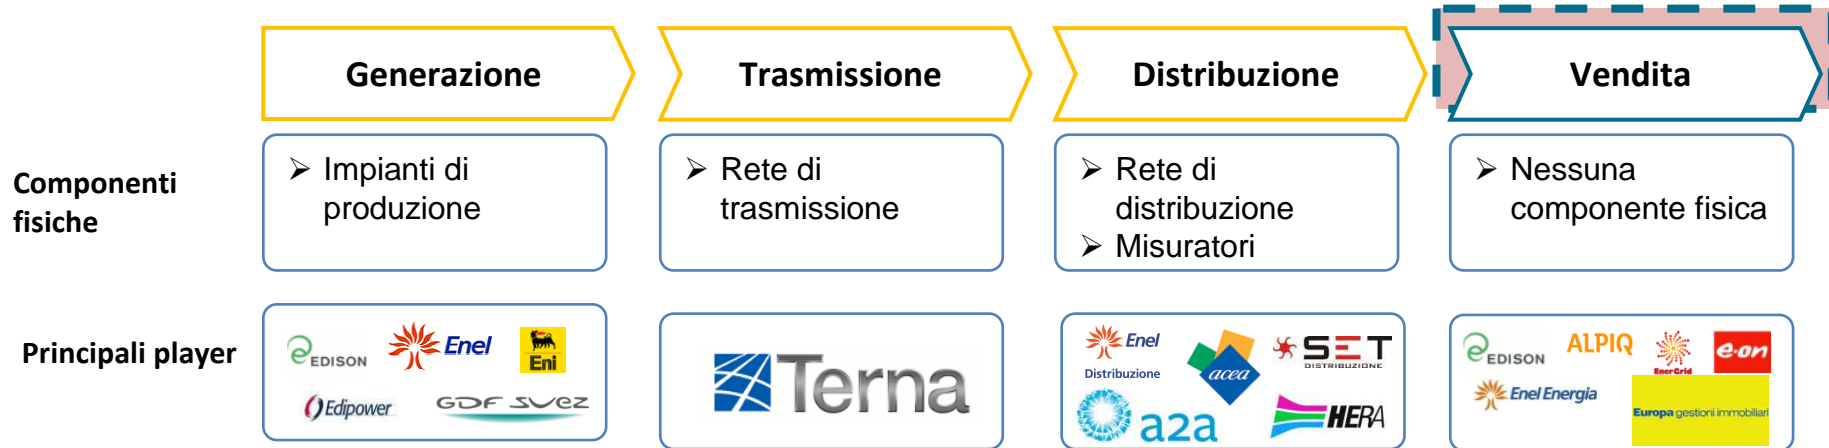 Generazione
Trasmissione
Distribuzione
Vendita
Componenti
fisiche
➢ Impianti di
produzione
➢ Rete di
trasmissione
➢ Rete di
distribuzione
➢ Misuratori
➢ Nessuna
componente fisica
Principali player
EDISON
Enel
Eni
Edipower
GDF SUEZ
Terna
Enel
Distribuzione
acea
SET
DISTRIBUZIONE
a2a
HERA
EDISON
ALPIQ
EnerGrid
e·on
Enel Energia
Europa gestioni immobiliari